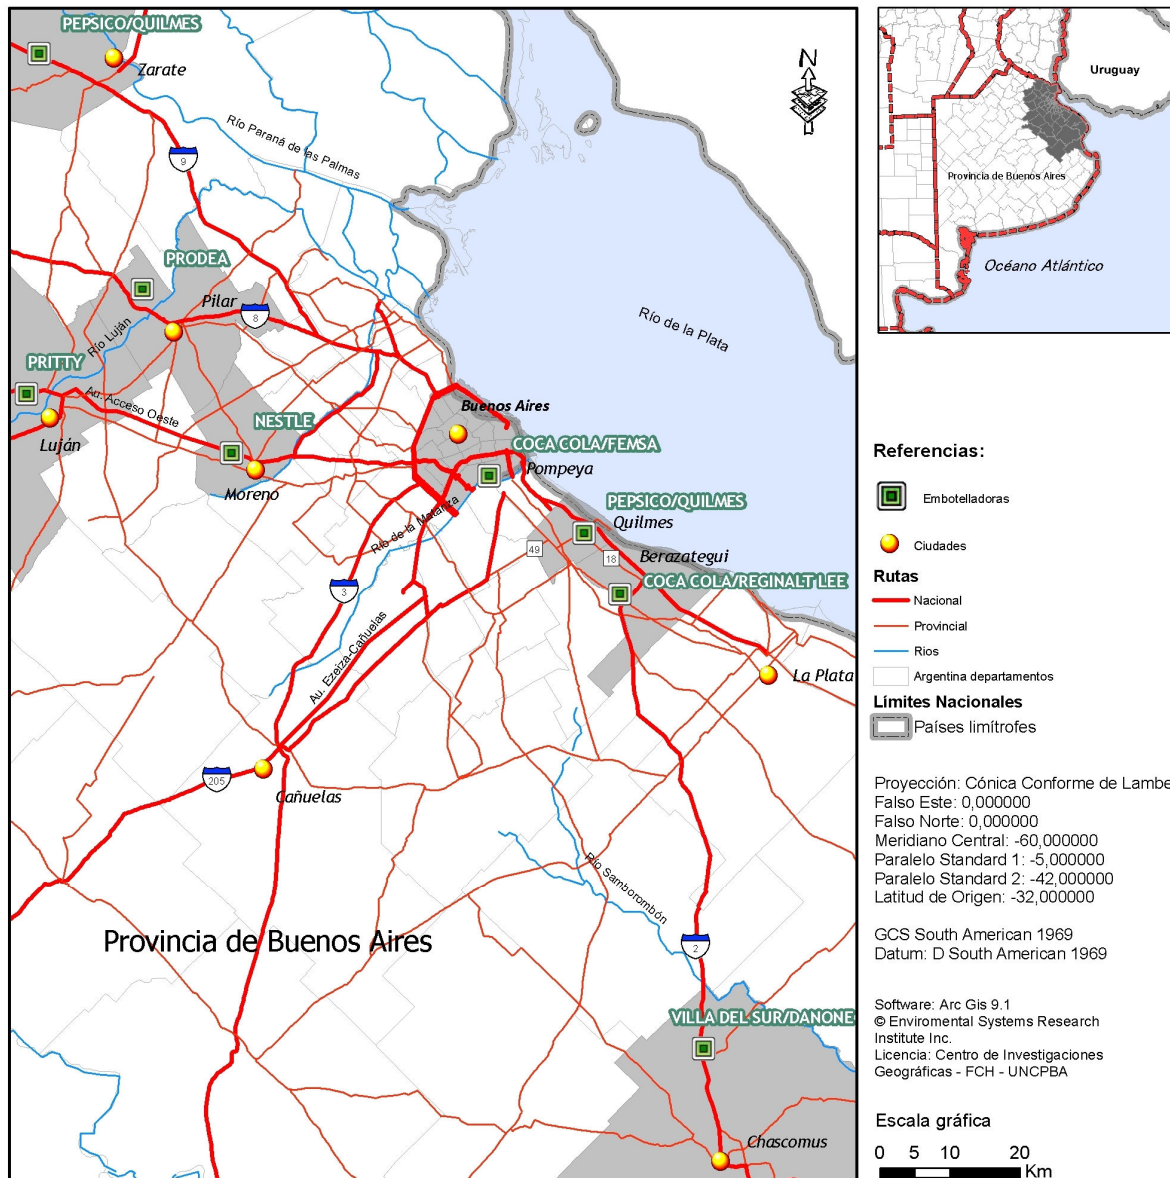 PEPSICO/QUILMES
Zarate
N
Río Paraná de las Palmas
9
PRODEA
Pilar
8
Río Luján
PRITTY
Au. Acceso Oeste
Luján
NESTLE
Moreno
Buenos Aires
COCA COLA/FEMSA
Pompeya
Río de la Plata
Río de la Matanza
PEPSICO/QUILMES
Quilmes
49
18
Berazategui
COCA COLA/REGINALT LEE
3
Au. Ezeiza-Cañuelas
La Plata
205
Cañuelas
Río Samborombón
Provincia de Buenos Aires
2
VILLA DEL SUR/DANONE
Chascomus
Uruguay
Provincia de Buenos Aires
Océano Atlántico
Referencias:
Embotelladoras
Ciudades
Rutas
Nacional
Provincial
Rios
Argentina departamentos
Límites Nacionales
Países limítrofes
Proyección: Cónica Conforme de Lambe
Falso Este: 0,000000
Falso Norte: 0,000000
Meridiano Central: -60,000000
Paralelo Standard 1: -5,000000
Paralelo Standard 2: -42,000000
Latitud de Origen: -32,000000
GCS South American 1969
Datum: D South American 1969
Software: Arc Gis 9.1
© Enviromental Systems Research
Institute Inc.
Licencia: Centro de Investigaciones
Geográficas - FCH - UNCPBA
Escala gráfica
0 5 10 20
Km